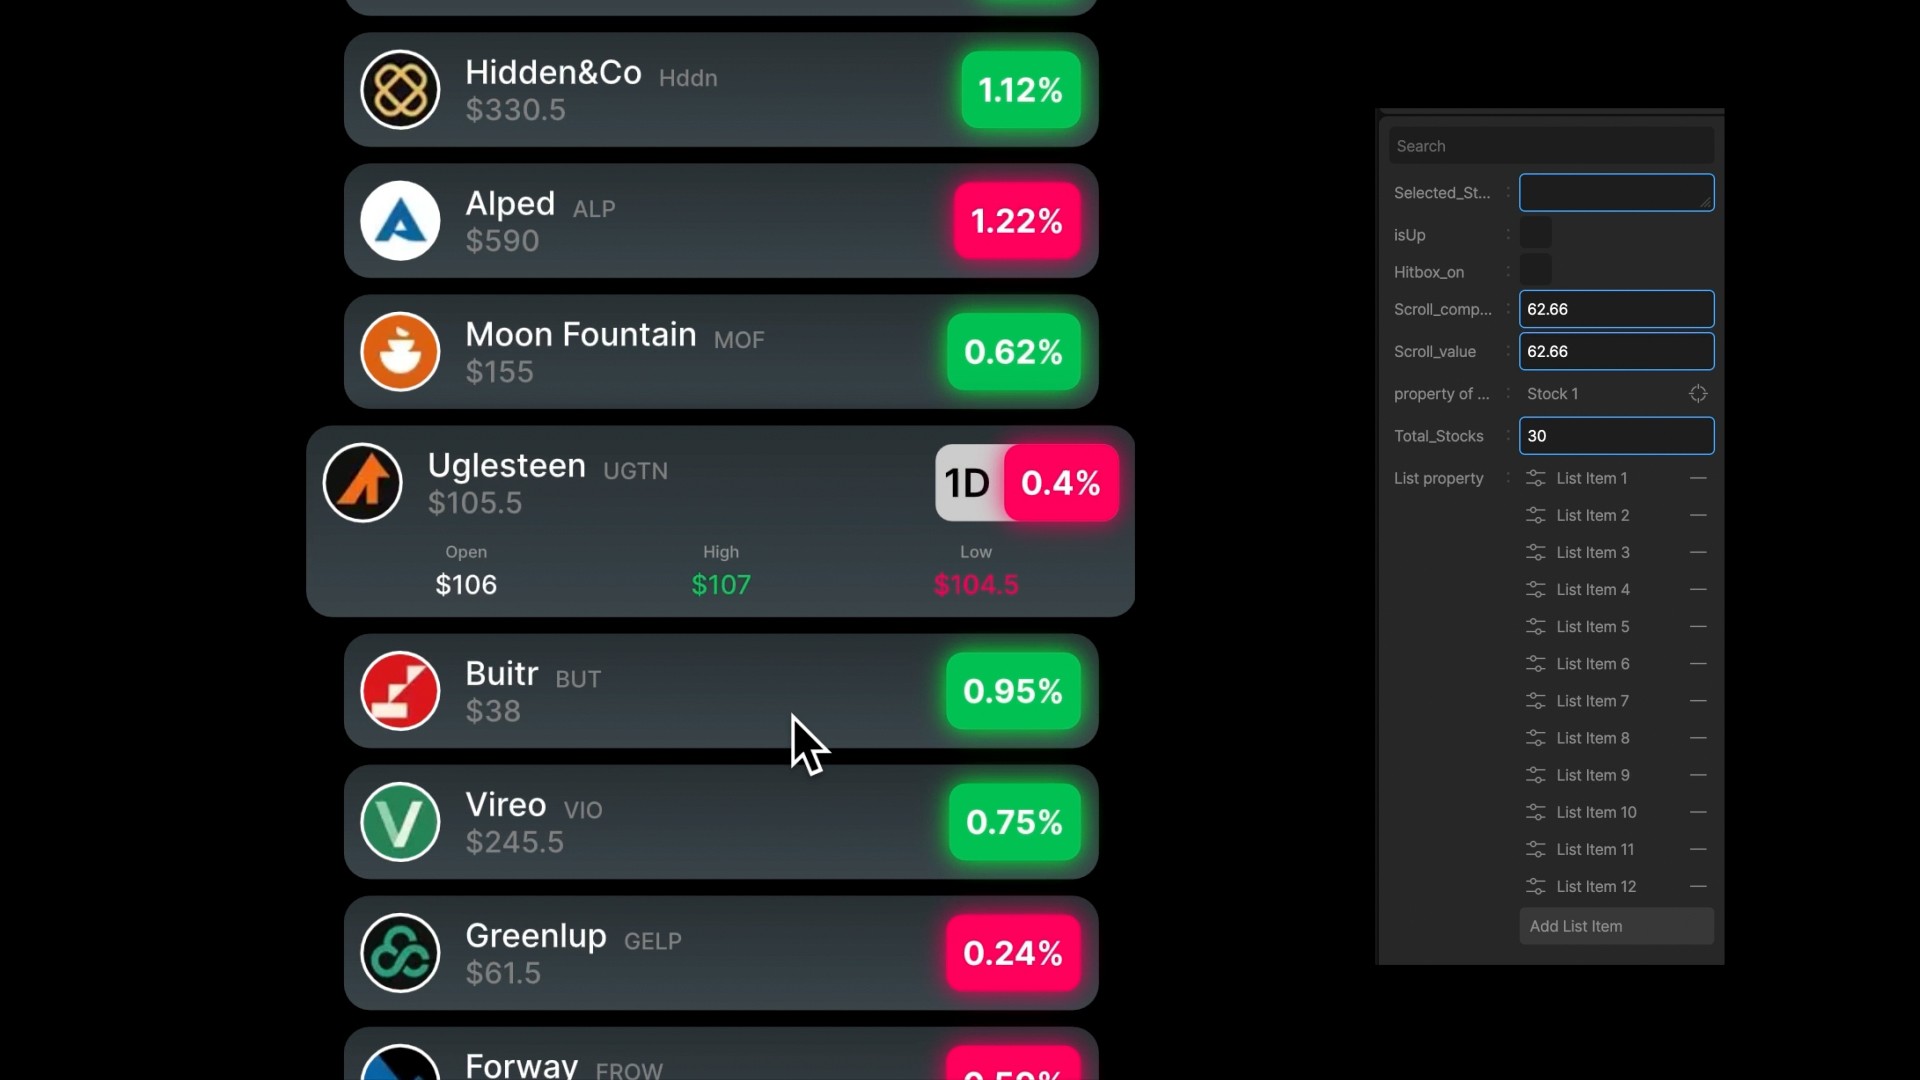 Hidden&Co Hddn
$330.5
1.12%
Alped ALP
$590
1.22%
Moon Fountain MOF
$155
0.62%
Uglesteen UGTN
$105.5
1D 0.4%
Open High Low
$106 $107 $104.5
Buitr BUT
$38
0.95%
Vireo VIO
$245.5
0.75%
Greenlup GELP
$61.5
0.24%
Forway FROW
Search
Selected_St... :
isUp :
Hitbox_on :
Scroll_comp... : 62.66
Scroll_value : 62.66
property of ... : Stock 1
Total_Stocks : 30
List property : List Item 1
List Item 2
List Item 3
List Item 4
List Item 5
List Item 6
List Item 7
List Item 8
List Item 9
List Item 10
List Item 11
List Item 12
Add List Item